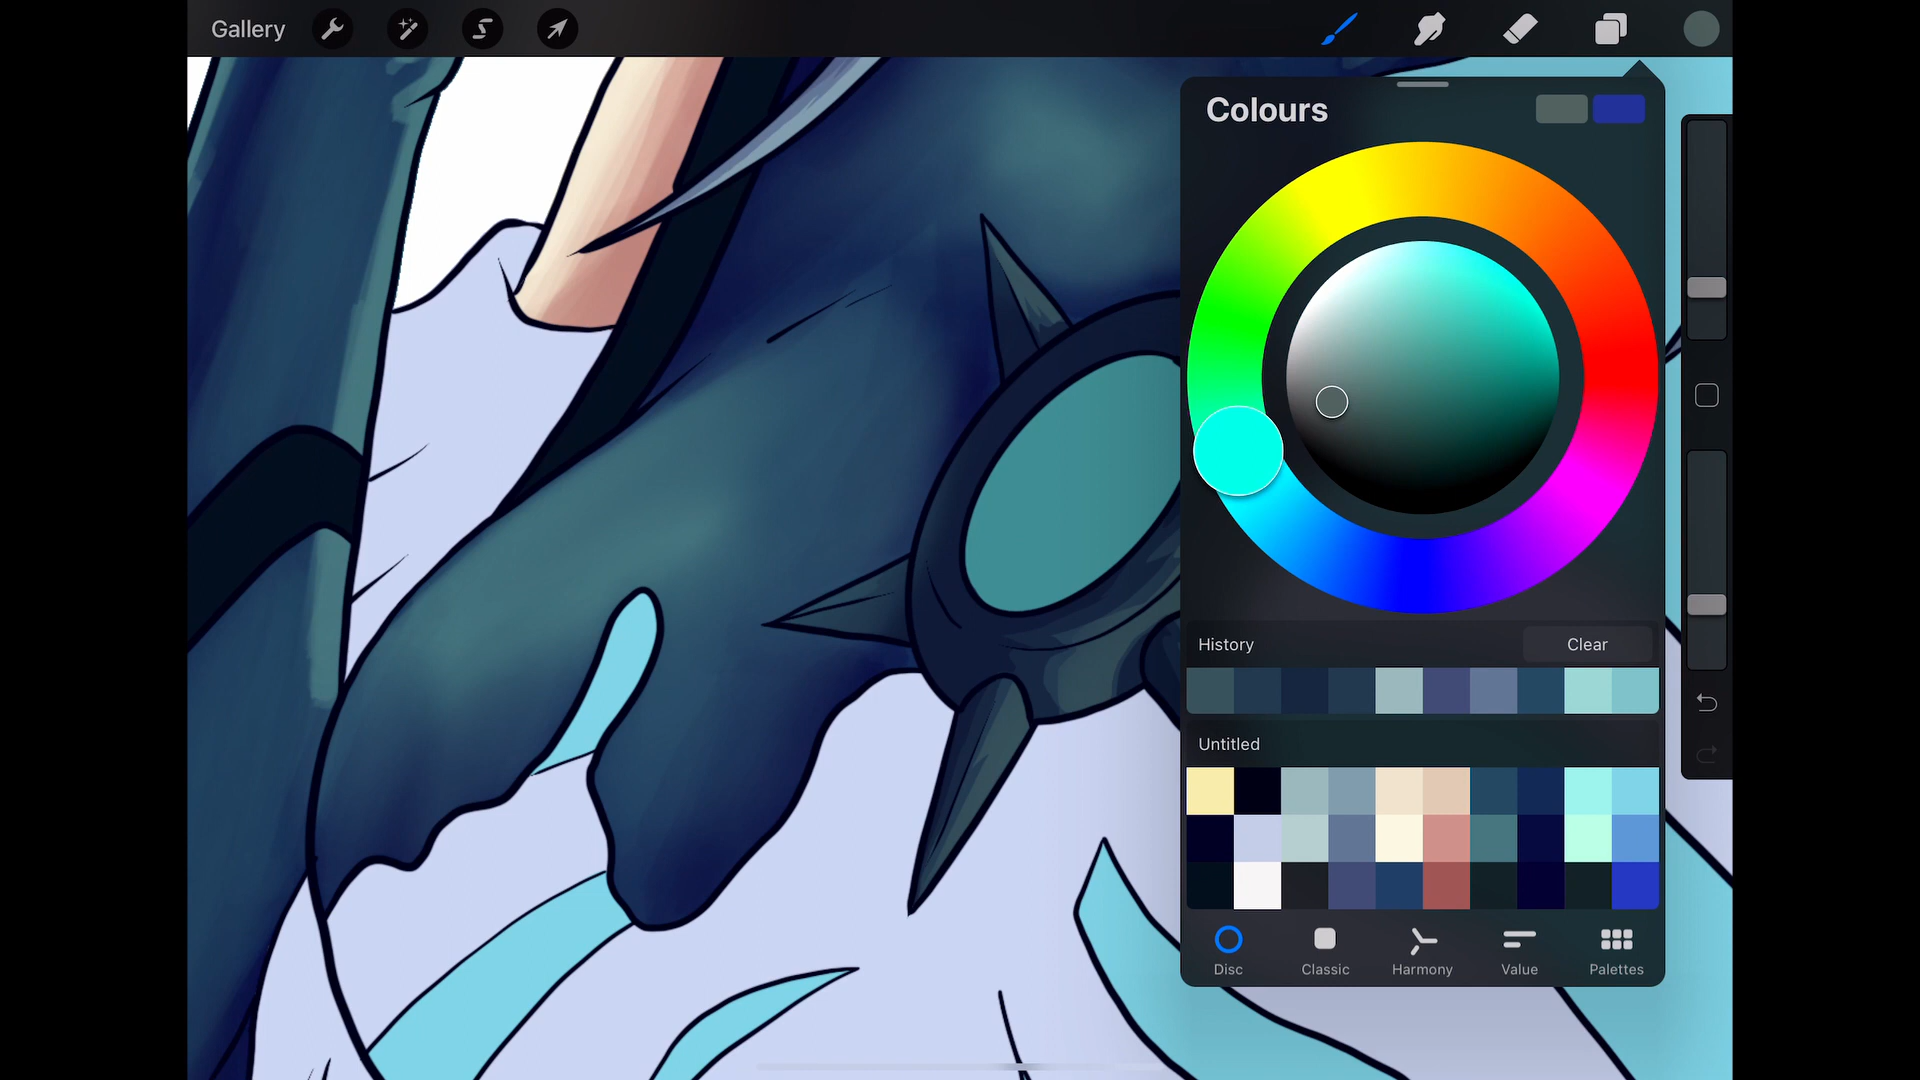 Gallery
Colours
History
Clear
Untitled
Disc
Classic
Harmony
Value
Palettes